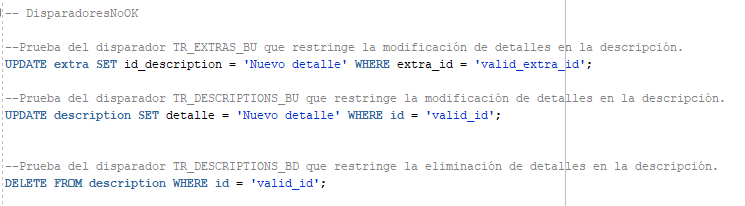 -- DisparadoresNoOK
--Prueba del disparador TR_EXTRAS_BU que restringe la modificación de detalles en la descripción.
UPDATE extra SET id_description = 'Nuevo detalle' WHERE extra_id = 'valid_extra_id';
--Prueba del disparador TR_DESCRIPTIONS_BU que restringe la modificación de detalles en la descripción.
UPDATE description SET detalle = 'Nuevo detalle' WHERE id = 'valid_id';
--Prueba del disparador TR_DESCRIPTIONS_BD que restringe la eliminación de detalles en la descripción.
DELETE FROM description WHERE id = 'valid_id';